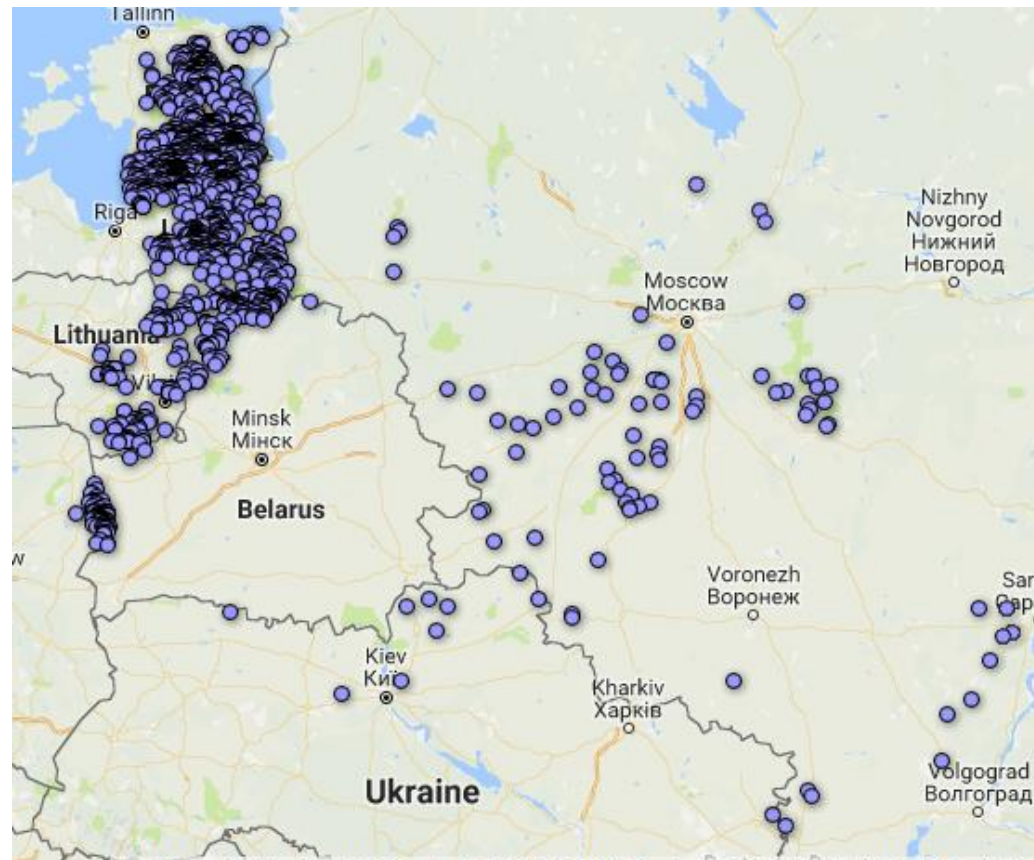 Tallinn
Riga
Nizhny
Novgorod
Нижний
Новгород
Moscow
Москва
Lithuania
Minsk
Мінск
Belarus
w
Voronezh
Воронеж
Kiev
Kharkiv
Харків
Ukraine
Volgograd
Волгоград